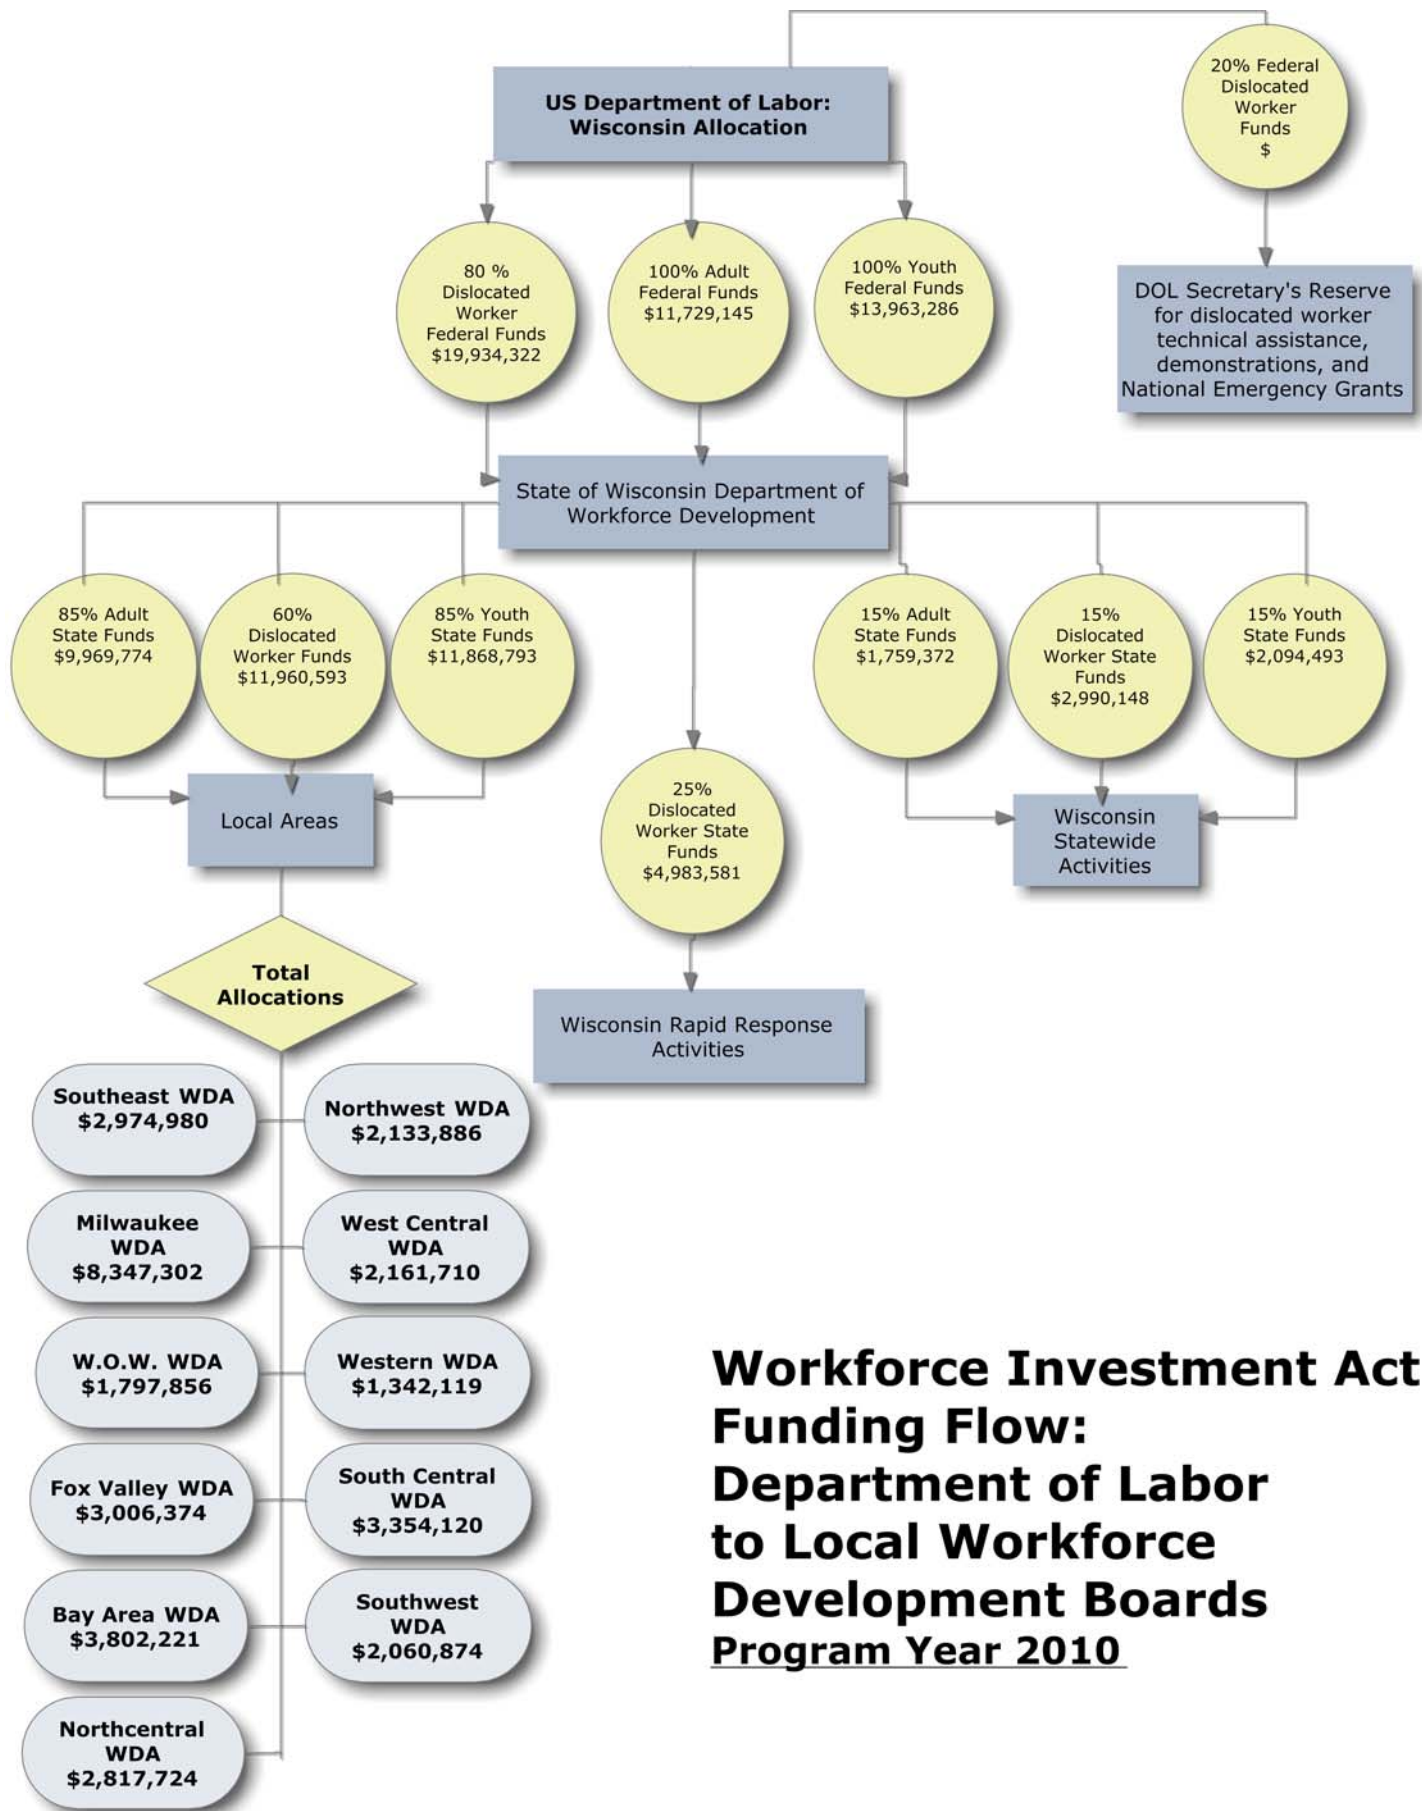 US Department of Labor:
Wisconsin Allocation
20% Federal
Dislocated
Worker
Funds
$
80 %
Dislocated
Worker
Federal Funds
$19,934,322
100% Adult
Federal Funds
$11,729,145
100% Youth
Federal Funds
$13,963,286
DOL Secretary's Reserve
for dislocated worker
technical assistance,
demonstrations, and
National Emergency Grants
State of Wisconsin Department of
Workforce Development
85% Adult
State Funds
$9,969,774
60%
Dislocated
Worker Funds
$11,960,593
85% Youth
State Funds
$11,868,793
15% Adult
State Funds
$1,759,372
15%
Dislocated
Worker State
Funds
$2,990,148
15% Youth
State Funds
$2,094,493
Local Areas
25%
Dislocated
Worker State
Funds
$4,983,581
Wisconsin
Statewide
Activities
Total
Allocations
Wisconsin Rapid Response
Activities
Southeast WDA
$2,974,980
Northwest WDA
$2,133,886
Milwaukee
WDA
$8,347,302
West Central
WDA
$2,161,710
W.O.W. WDA
$1,797,856
Western WDA
$1,342,119
Fox Valley WDA
$3,006,374
South Central
WDA
$3,354,120
Bay Area WDA
$3,802,221
Southwest
WDA
$2,060,874
Northcentral
WDA
$2,817,724
Workforce Investment Act
Funding Flow:
Department of Labor
to Local Workforce
Development Boards
Program Year 2010